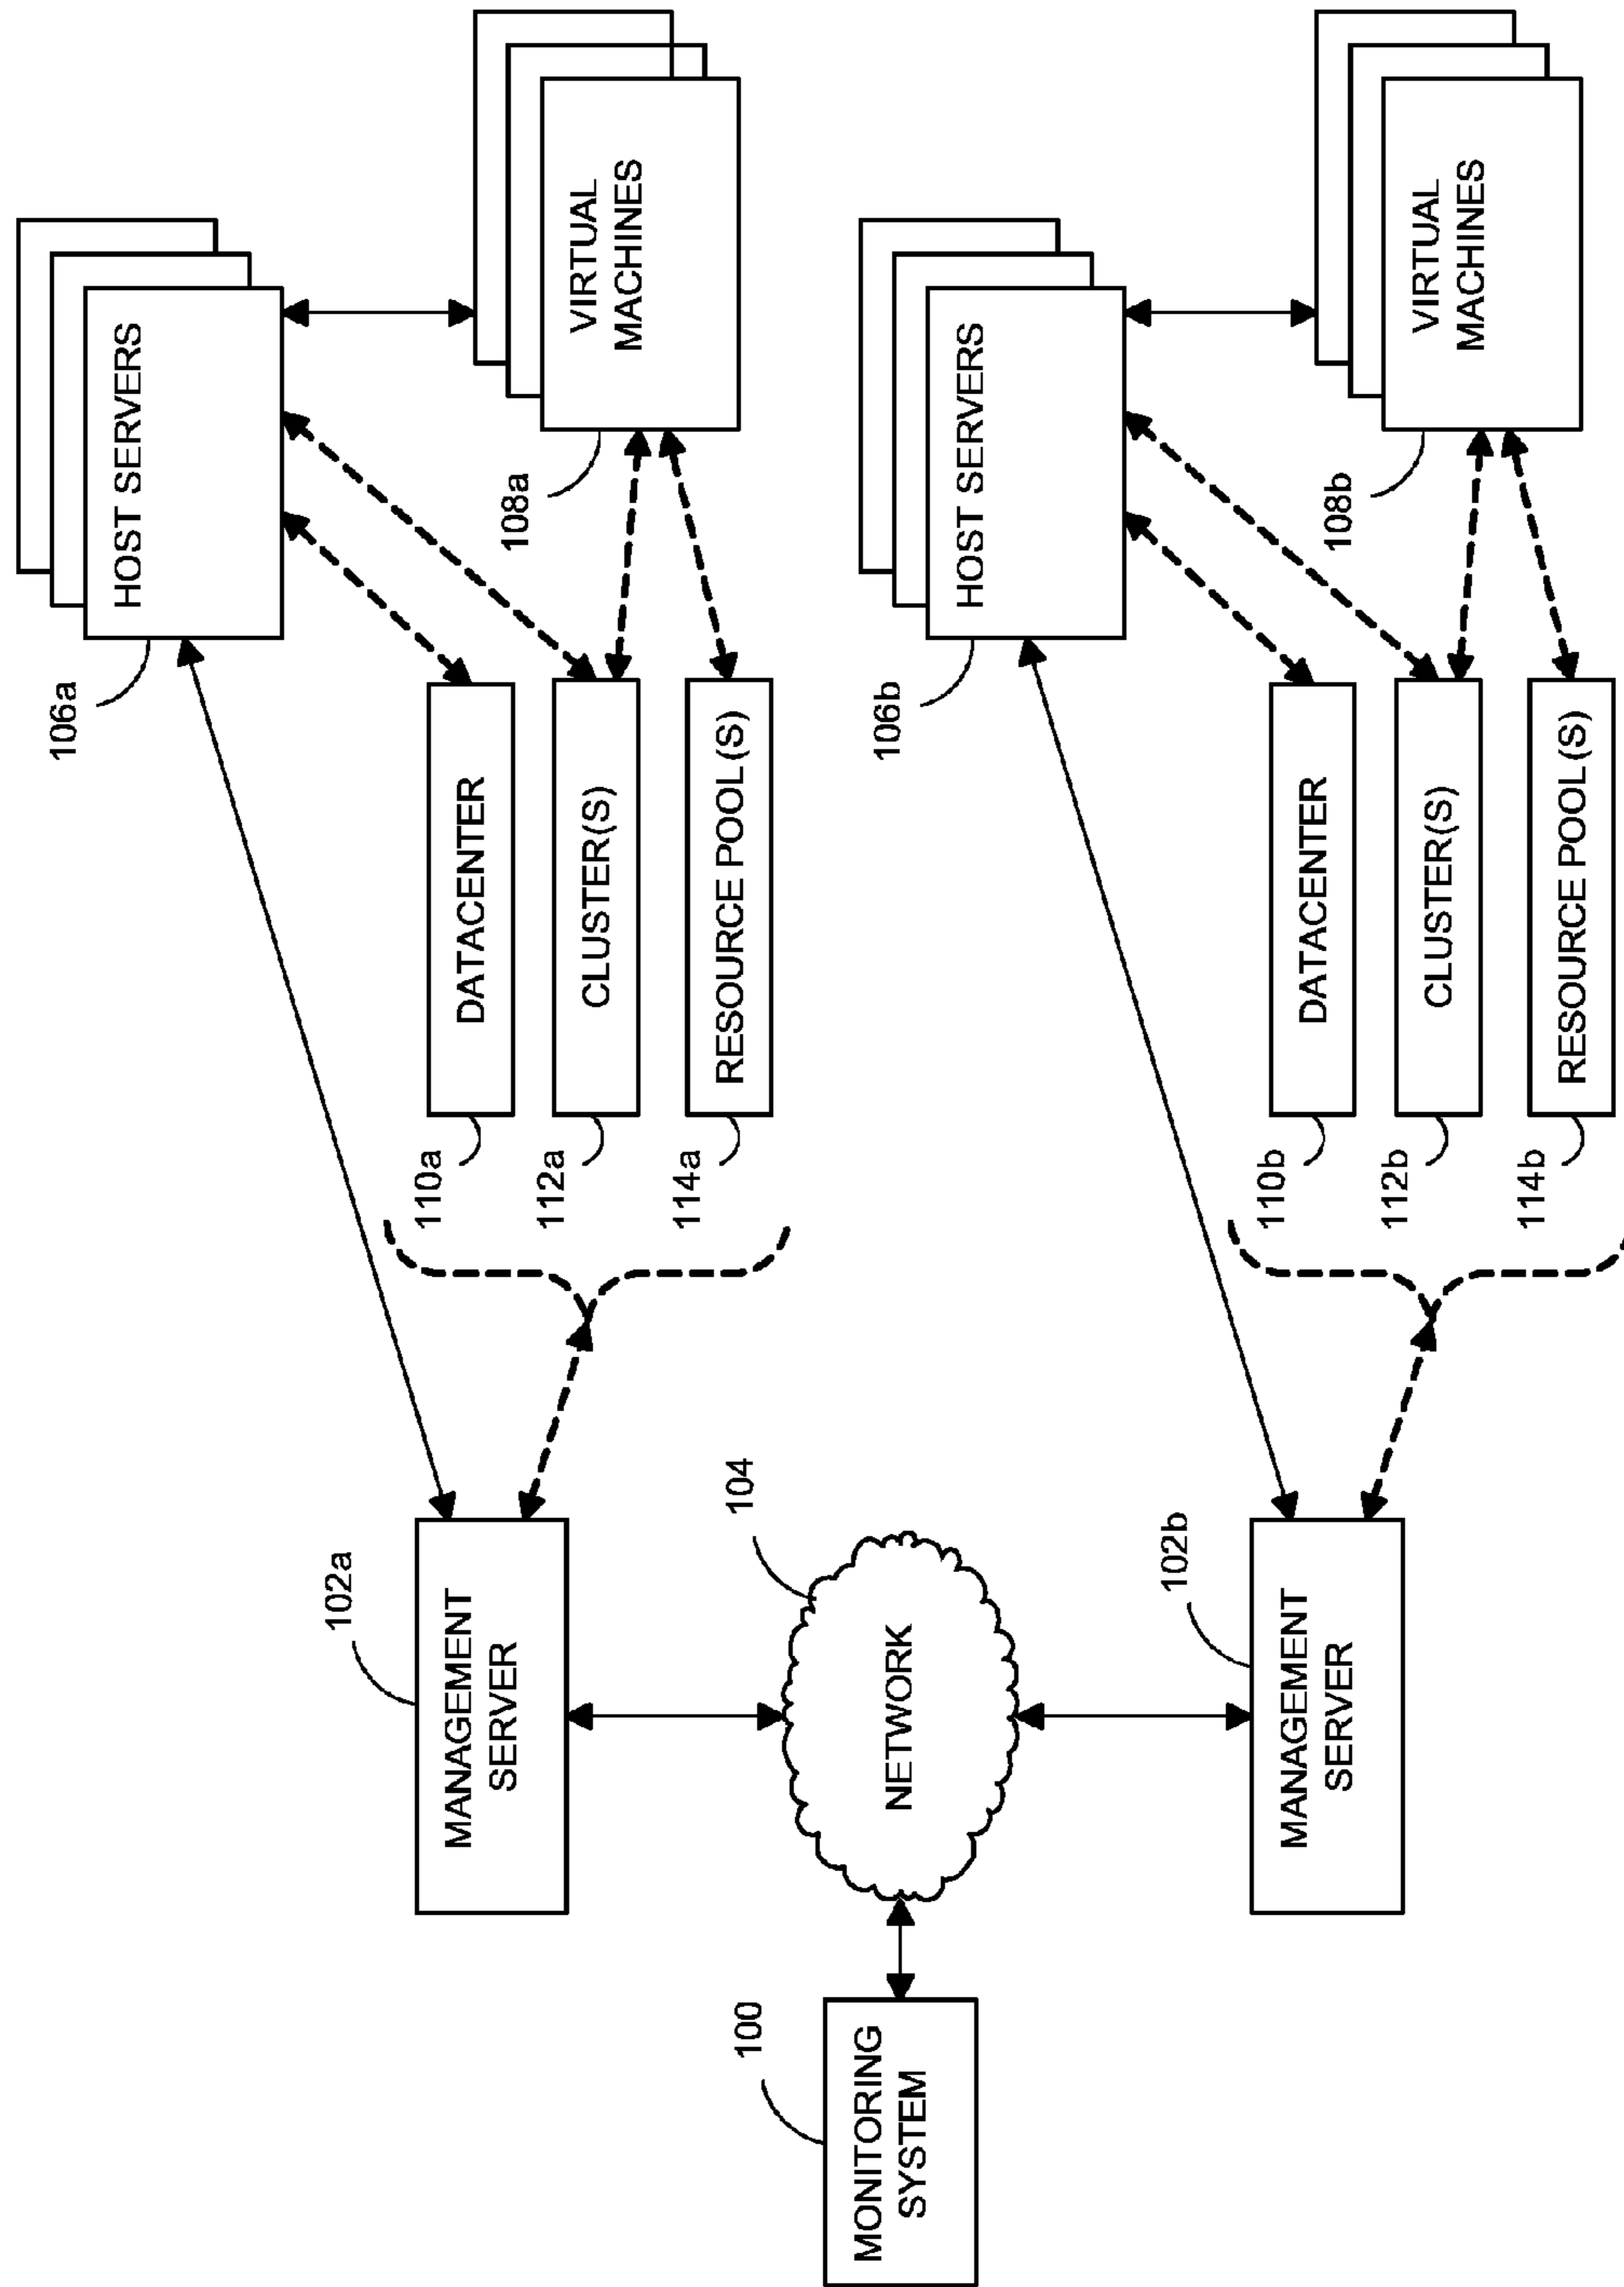 100
MONITORING
SYSTEM
102a
MANAGEMENT
SERVER
104
NETWORK
102b
MANAGEMENT
SERVER
106a
HOST SERVERS
108a
VIRTUAL
MACHINES
110a
DATACENTER
112a
CLUSTER(S)
114a
RESOURCE POOL(S)
106b
HOST SERVERS
108b
VIRTUAL
MACHINES
110b
DATACENTER
112b
CLUSTER(S)
114b
RESOURCE POOL(S)